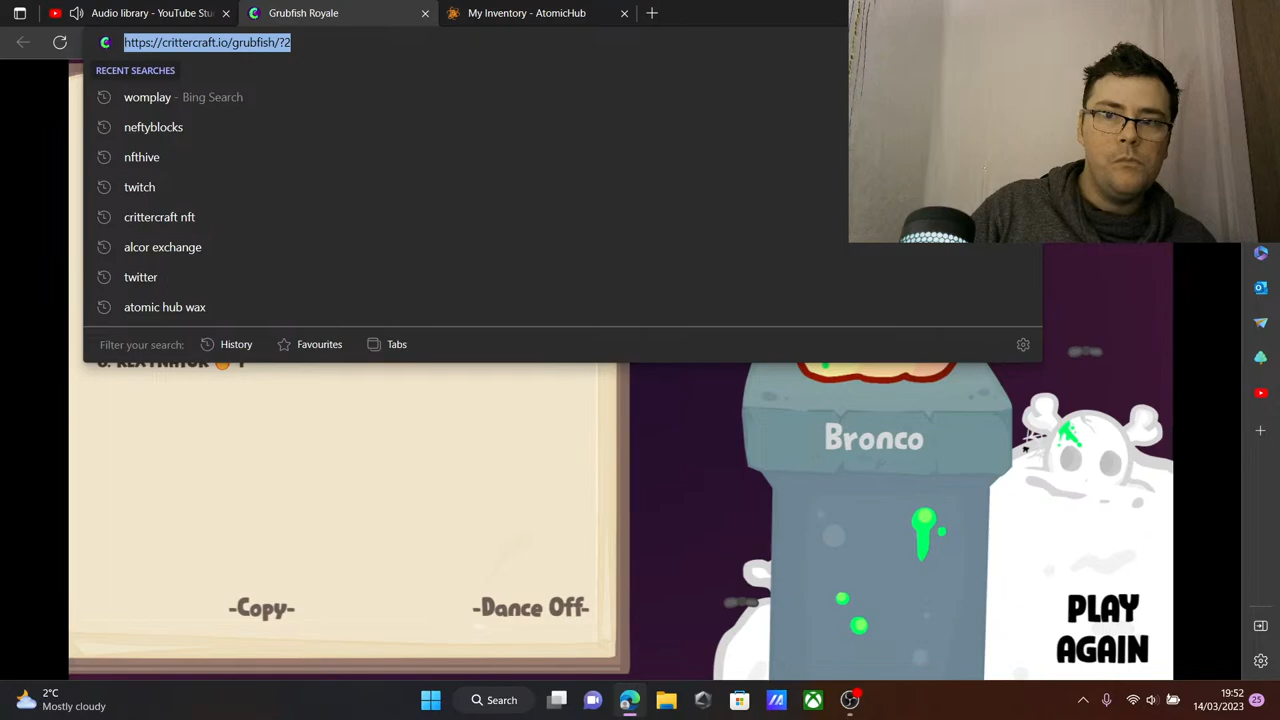 Audio library - YouTube Stu
Grubfish Royale
My Inventory - AtomicHub
https://crittercraft.io/grubfish/?2
RECENT SEARCHES
womplay - Bing Search
neftyblocks
nfthive
twitch
crittercraft nft
alcor exchange
twitter
atomic hub wax
Filter your search:
History
Favourites
Tabs
Bronco
-Copy-
-Dance Off-
PLAY
AGAIN
2°C
Mostly cloudy
Search
19:52
14/03/2023
25